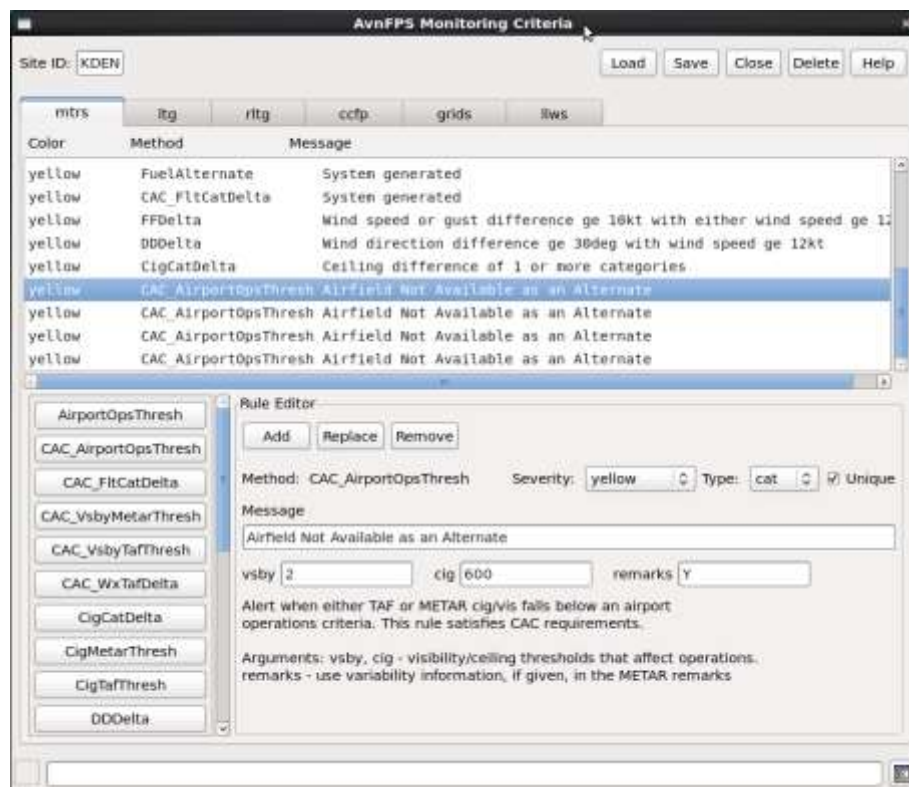 AvnFPS Monitoring Criteria
Site ID: KDEN Load Save Close Delete Help
mtrs ltg rltg ccfp grids llws
Color Method Message
yellow FuelAlternate System generated
yellow CAC_FltCatDelta System generated
yellow FFDelta Wind speed or gust difference ge 10kt with either wind speed ge 12
yellow DDDelta Wind direction difference ge 30deg with wind speed ge 12kt
yellow CigCatDelta Ceiling difference of 1 or more categories
yellow CAC_AirportOpsThresh Airfield Not Available as an Alternate
yellow CAC_AirportOpsThresh Airfield Not Available as an Alternate
yellow CAC_AirportOpsThresh Airfield Not Available as an Alternate
yellow CAC_AirportOpsThresh Airfield Not Available as an Alternate
AirportOpsThresh
CAC_AirportOpsThresh
CAC_FltCatDelta
CAC_VsbyMetarThresh
CAC_VsbyTafThresh
CAC_WxTafDelta
CigCatDelta
CigMetarThresh
CigTafThresh
DDDelta
Rule Editor
Add Replace Remove
Method: CAC_AirportOpsThresh Severity: yellow Type: cat Unique
Message
Airfield Not Available as an Alternate
vsby 2 cig 600 remarks Y
Alert when either TAF or METAR cig/vis falls below an airport
operations criteria. This rule satisfies CAC requirements.
Arguments: vsby, cig - visibility/ceiling thresholds that affect operations.
remarks - use variability information, if given, in the METAR remarks